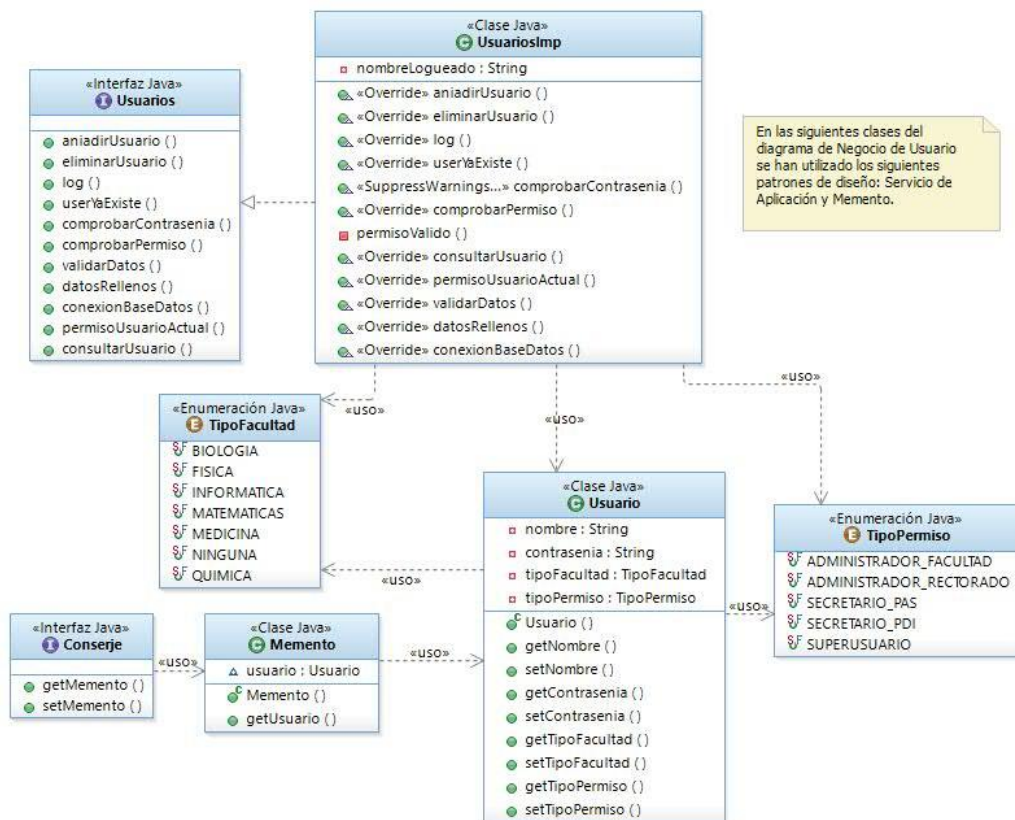 «Clase Java»
UsuariosImp
nombreLogueado : String
«Override» aniadirUsuario ( )
«Override» eliminarUsuario ( )
«Override» log ( )
«Override» userYaExiste ( )
«SuppressWarnings...» comprobarContrasenia ( )
«Override» comprobarPermiso ( )
permisoValido ( )
«Override» consultarUsuario ( )
«Override» permisoUsuarioActual ( )
«Override» validarDatos ( )
«Override» datosRellenos ( )
«Override» conexionBaseDatos ( )
«Interfaz Java»
Usuarios
aniadirUsuario ( )
eliminarUsuario ( )
log ( )
userYaExiste ( )
comprobarContrasenia ( )
comprobarPermiso ( )
validarDatos ( )
datosRellenos ( )
conexionBaseDatos ( )
permisoUsuarioActual ( )
consultarUsuario ( )
En las siguientes clases del
diagrama de Negocio de Usuario
se han utilizado los siguientes
patrones de diseño: Servicio de
Aplicación y Memento.
«uso»
«uso»
«uso»
«Enumeración Java»
TipoFacultad
BIOLOGIA
FISICA
INFORMATICA
MATEMATICAS
MEDICINA
NINGUNA
QUIMICA
«Clase Java»
Usuario
nombre : String
contrasenia : String
tipoFacultad : TipoFacultad
tipoPermiso : TipoPermiso
Usuario ( )
getNombre ( )
setNombre ( )
getContrasenia ( )
setContrasenia ( )
getTipoFacultad ( )
setTipoFacultad ( )
getTipoPermiso ( )
setTipoPermiso ( )
«Enumeración Java»
TipoPermiso
ADMINISTRADOR_FACULTAD
ADMINISTRADOR_RECTORADO
SECRETARIO_PAS
SECRETARIO_PDI
SUPERUSUARIO
«uso»
«uso»
«Interfaz Java»
Conserje
getMemento ( )
setMemento ( )
«uso»
«Clase Java»
Memento
usuario : Usuario
Memento ( )
getUsuario ( )
«uso»